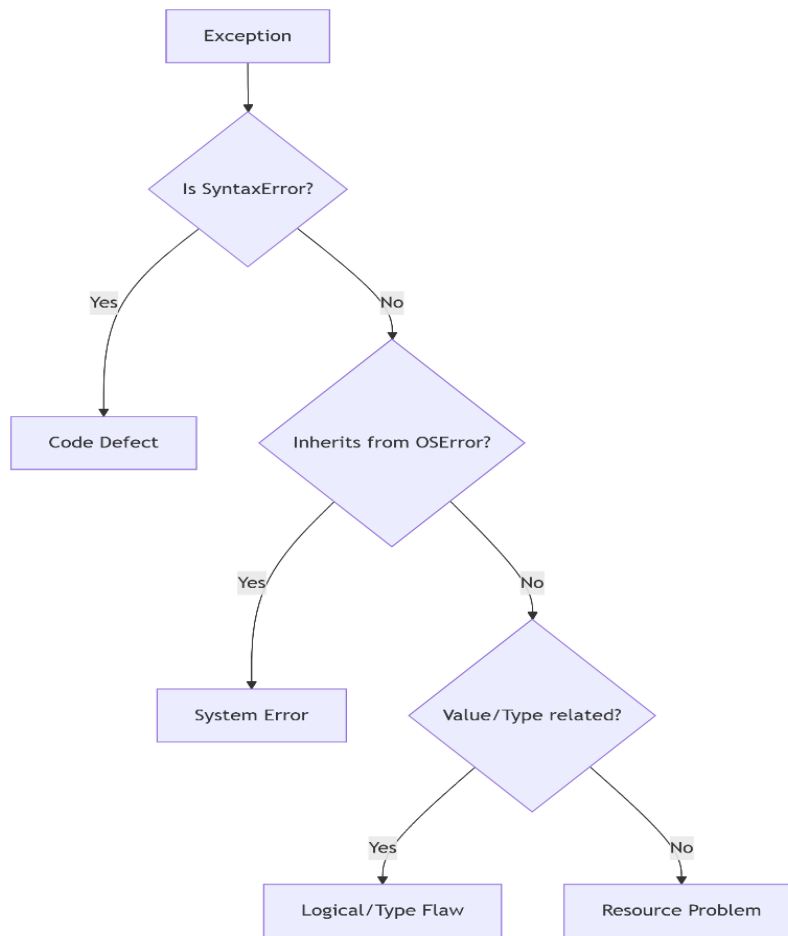 Exception
Is SyntaxError?
Yes
No
Code Defect
Inherits from OSError?
Yes
No
System Error
Value/Type related?
Yes
No
Logical/Type Flaw
Resource Problem